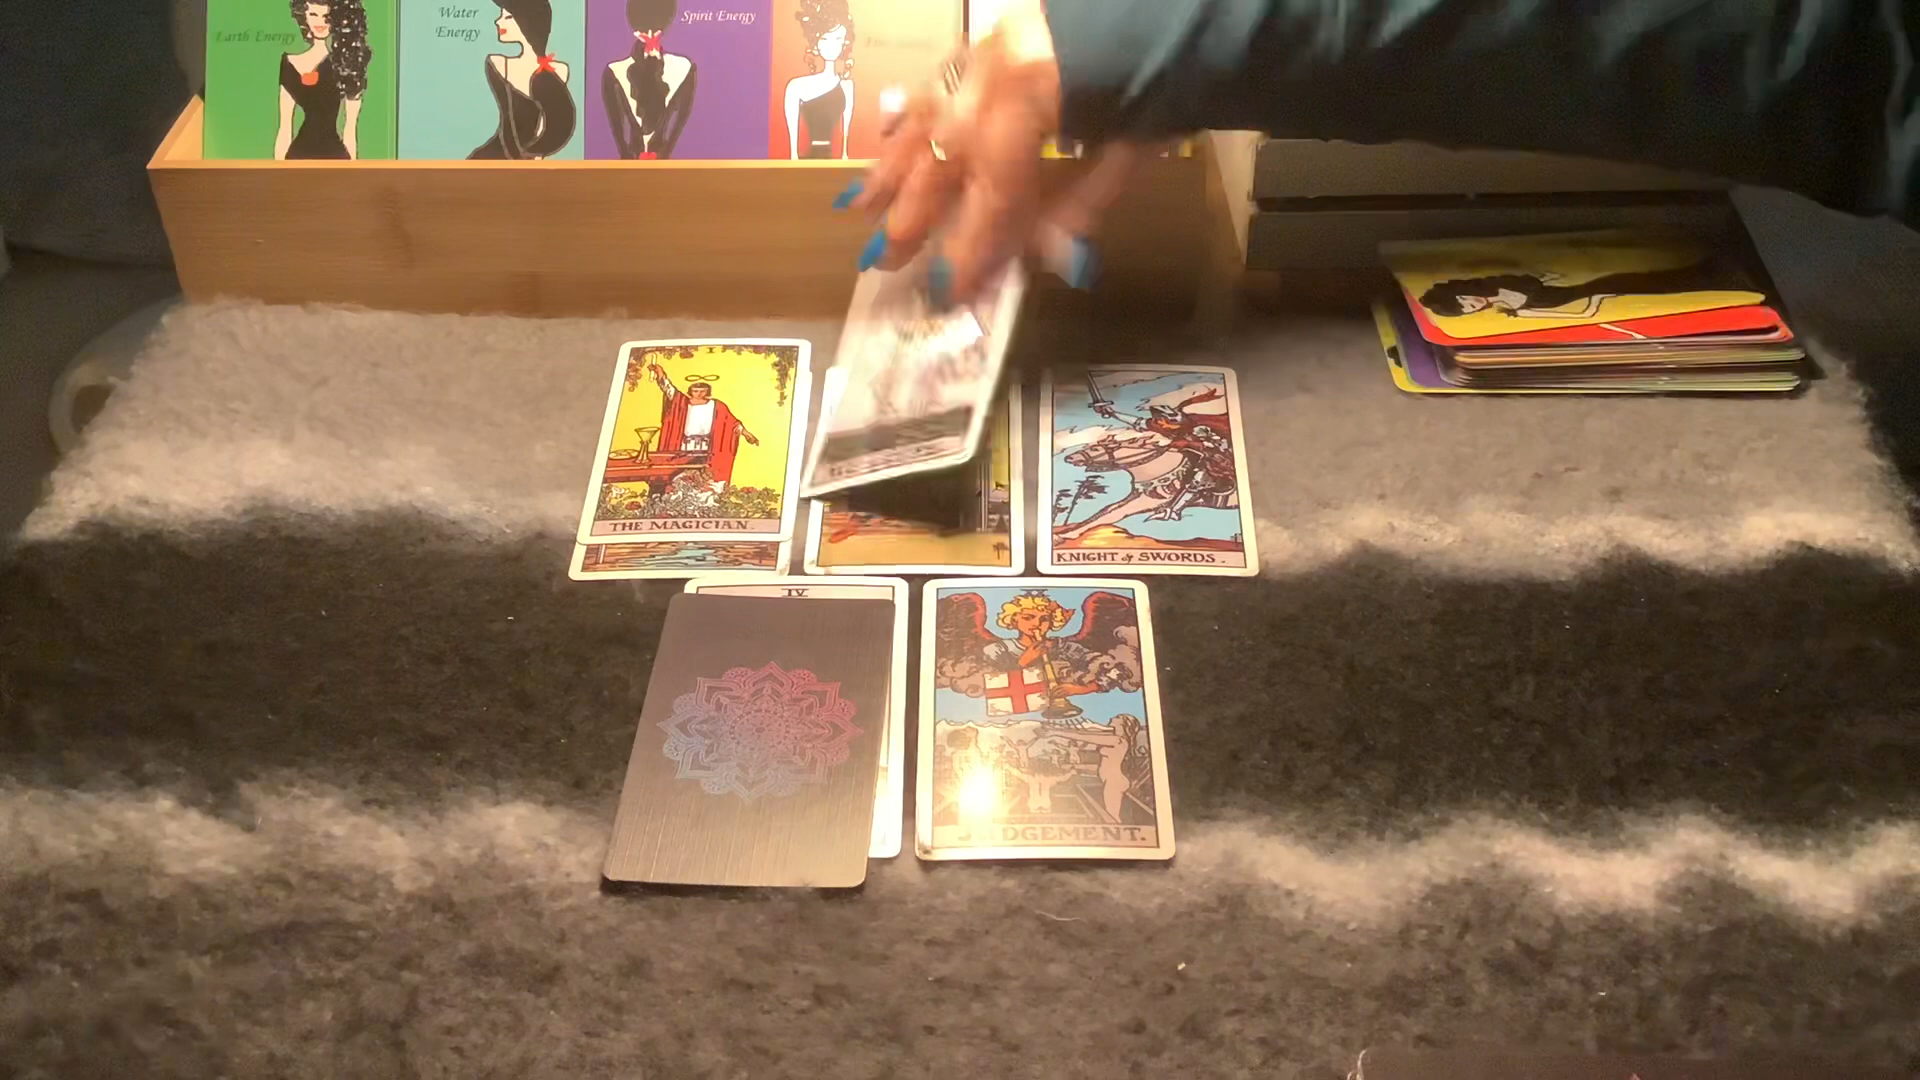 Earth Energy
Water
Energy
Spirit Energy
I
THE MAGICIAN.
KNIGHT of SWORDS.
IV
JUDGEMENT.